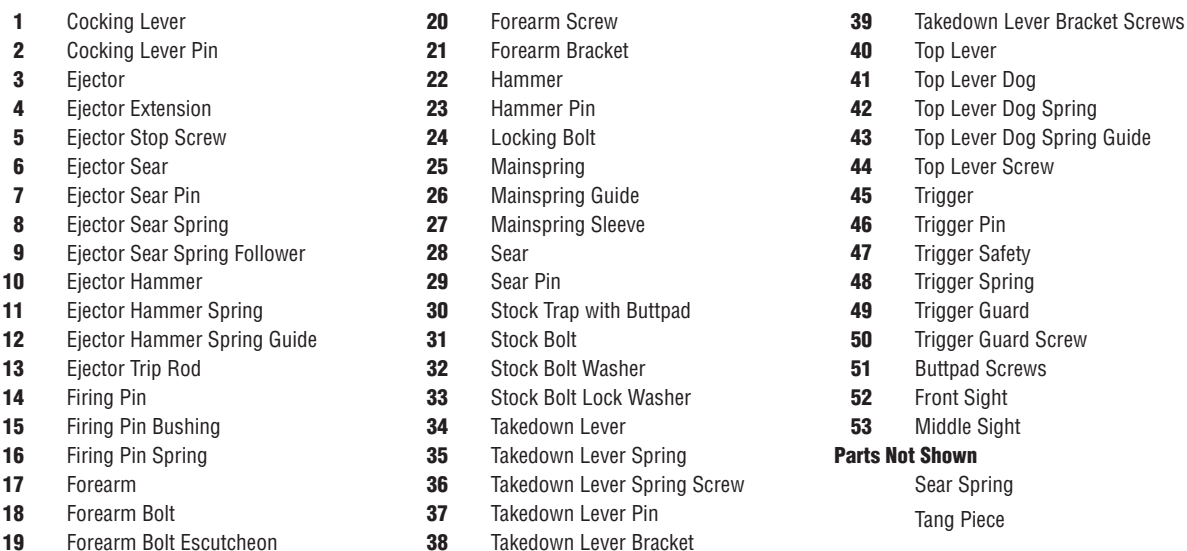 1 Cocking Lever
2 Cocking Lever Pin
3 Ejector
4 Ejector Extension
5 Ejector Stop Screw
6 Ejector Sear
7 Ejector Sear Pin
8 Ejector Sear Spring
9 Ejector Sear Spring Follower
10 Ejector Hammer
11 Ejector Hammer Spring
12 Ejector Hammer Spring Guide
13 Ejector Trip Rod
14 Firing Pin
15 Firing Pin Bushing
16 Firing Pin Spring
17 Forearm
18 Forearm Bolt
19 Forearm Bolt Escutcheon
20 Forearm Screw
21 Forearm Bracket
22 Hammer
23 Hammer Pin
24 Locking Bolt
25 Mainspring
26 Mainspring Guide
27 Mainspring Sleeve
28 Sear
29 Sear Pin
30 Stock Trap with Buttpad
31 Stock Bolt
32 Stock Bolt Washer
33 Stock Bolt Lock Washer
34 Takedown Lever
35 Takedown Lever Spring
36 Takedown Lever Spring Screw
37 Takedown Lever Pin
38 Takedown Lever Bracket
39 Takedown Lever Bracket Screws
40 Top Lever
41 Top Lever Dog
42 Top Lever Dog Spring
43 Top Lever Dog Spring Guide
44 Top Lever Screw
45 Trigger
46 Trigger Pin
47 Trigger Safety
48 Trigger Spring
49 Trigger Guard
50 Trigger Guard Screw
51 Buttpad Screws
52 Front Sight
53 Middle Sight
Parts Not Shown
Sear Spring
Tang Piece